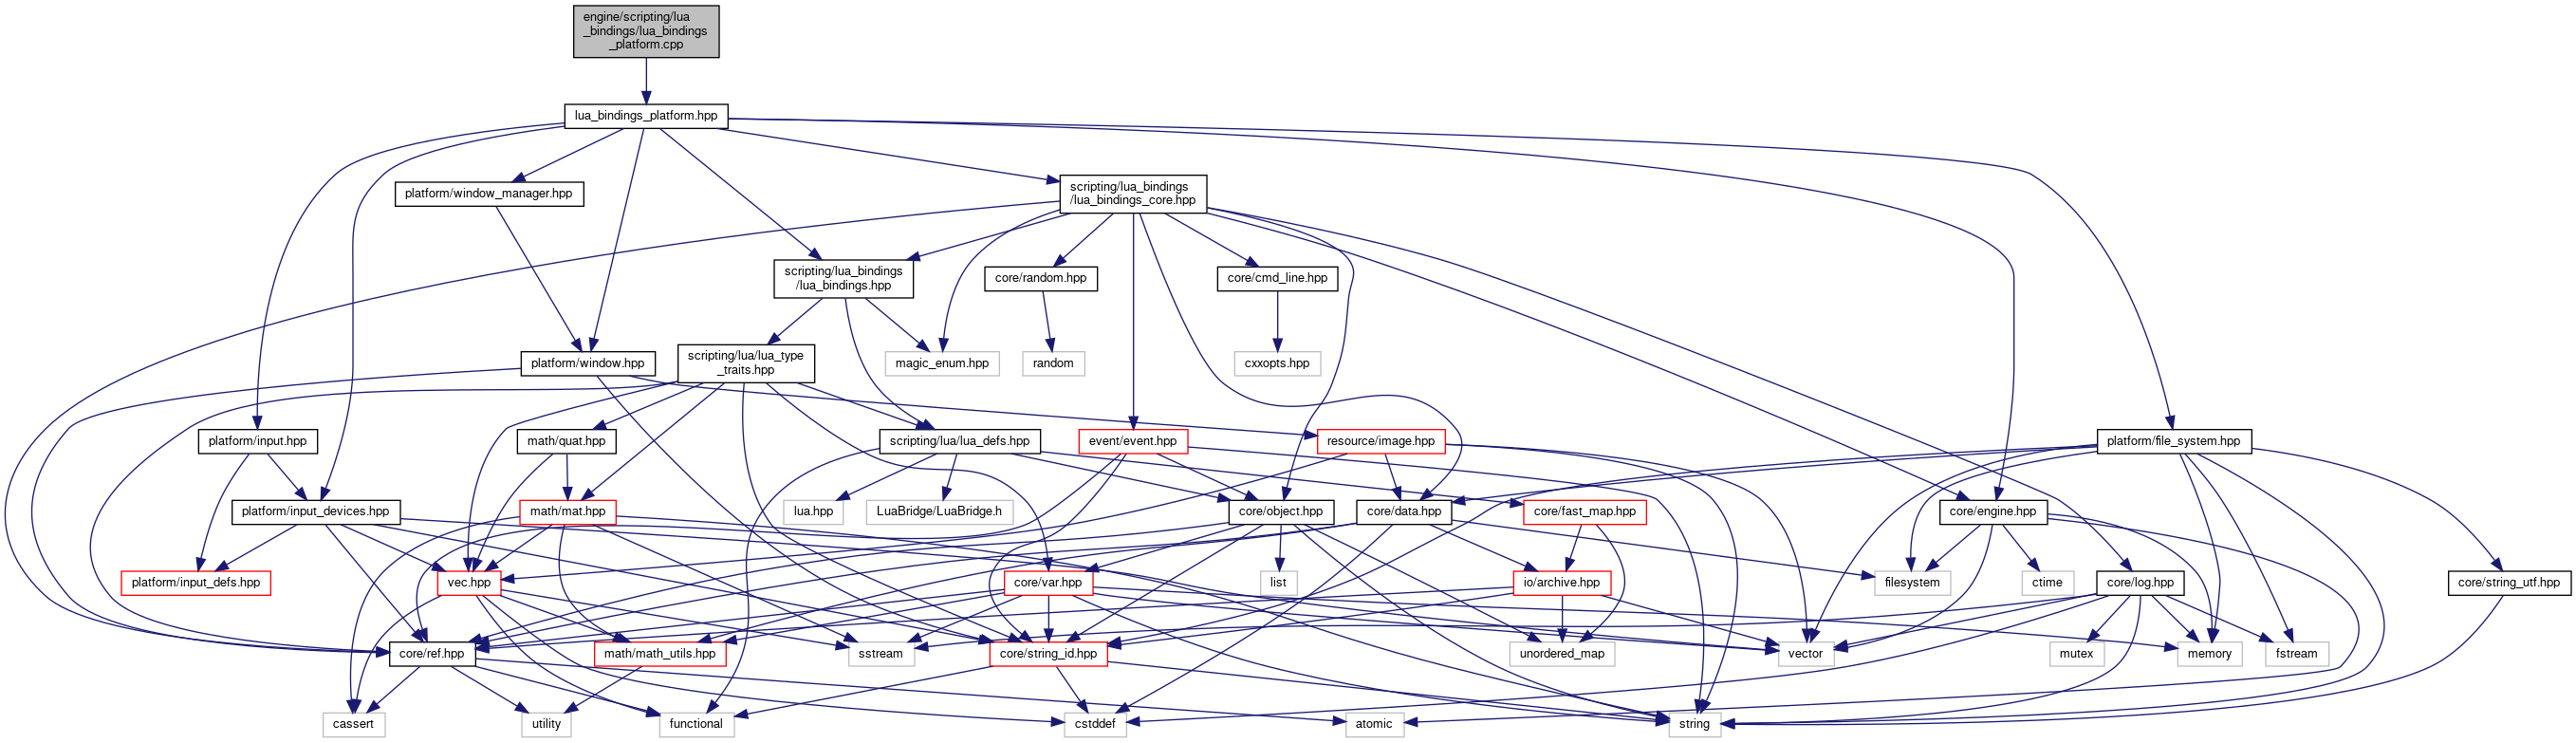 engine/scripting/lua
_bindings/lua_bindings
_platform.cpp
lua_bindings_platform.hpp
platform/window_manager.hpp
scripting/lua_bindings
/lua_bindings_core.hpp
scripting/lua_bindings
/lua_bindings.hpp
core/random.hpp
core/cmd_line.hpp
platform/window.hpp
scripting/lua/lua_type
_traits.hpp
magic_enum.hpp
random
cxxopts.hpp
platform/input.hpp
math/quat.hpp
scripting/lua/lua_defs.hpp
event/event.hpp
resource/image.hpp
platform/file_system.hpp
platform/input_devices.hpp
math/mat.hpp
lua.hpp
LuaBridge/LuaBridge.h
core/object.hpp
core/data.hpp
core/fast_map.hpp
core/engine.hpp
platform/input_defs.hpp
vec.hpp
core/var.hpp
list
io/archive.hpp
filesystem
ctime
core/log.hpp
core/string_utf.hpp
core/ref.hpp
math/math_utils.hpp
sstream
core/string_id.hpp
unordered_map
vector
mutex
memory
fstream
cassert
utility
functional
cstddef
atomic
string